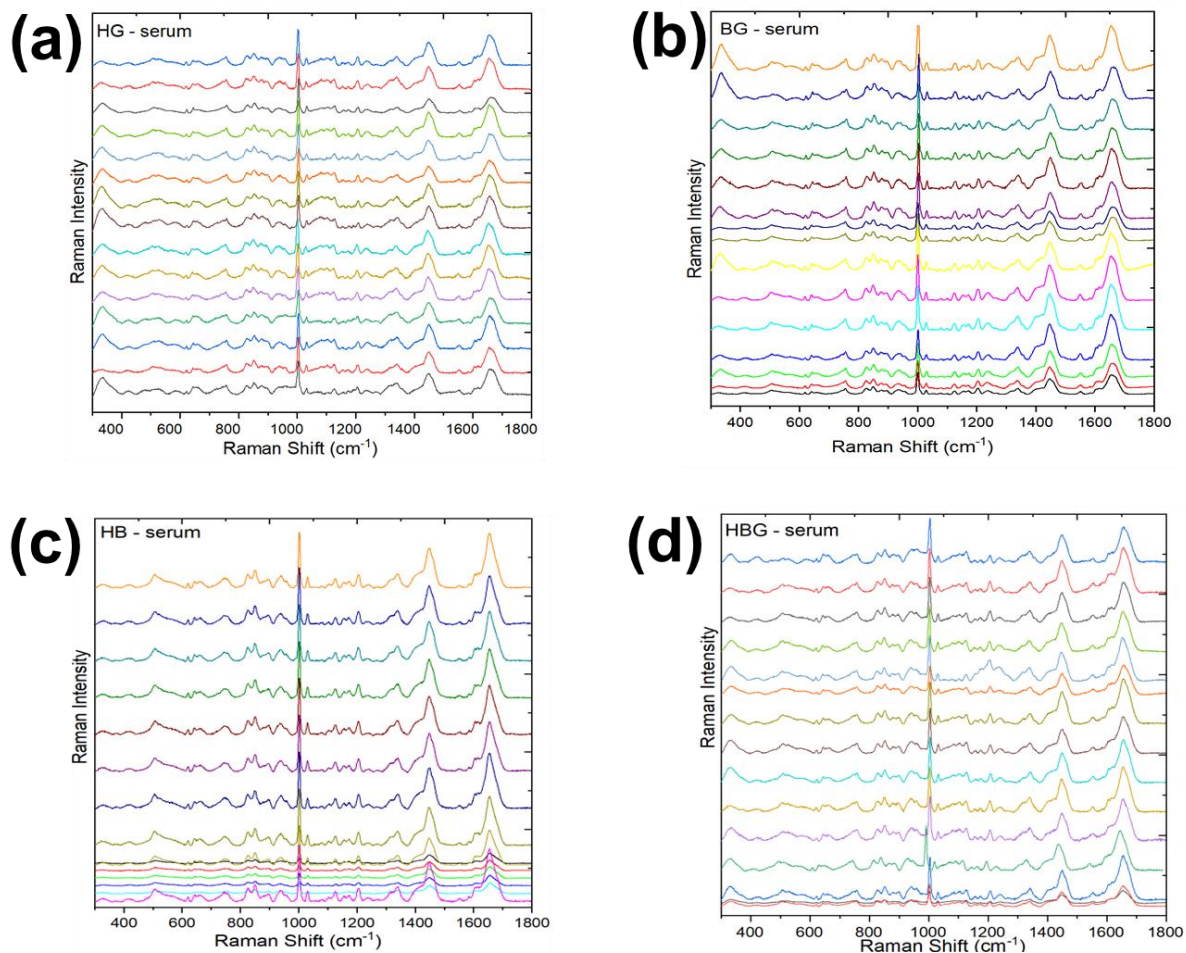 (a)
HG - serum
Raman Intensity
400 600 800 1000 1200 1400 1600 1800
Raman Shift (cm⁻¹)
(b)
BG - serum
Raman Intensity
400 600 800 1000 1200 1400 1600 1800
Raman Shift (cm⁻¹)
(c)
HB - serum
Raman Intensity
400 600 800 1000 1200 1400 1600 1800
Raman Shift (cm⁻¹)
(d)
HBG - serum
Raman Intensity
400 600 800 1000 1200 1400 1600 1800
Raman Shift (cm⁻¹)